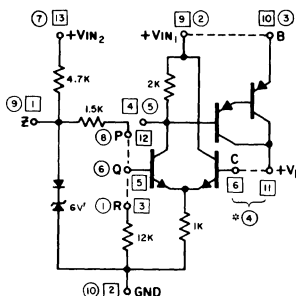 ⑦ 13 9 ② 10 ③
+VIN₂ +VIN₁ B
4.7K 2K
⑨ 1 1.5K 4 ⑤
Z
⑧ P 12
⑥ Q 5 C
6 11
6V
① R 3 *④
12K 1K
⑩ 2 GND